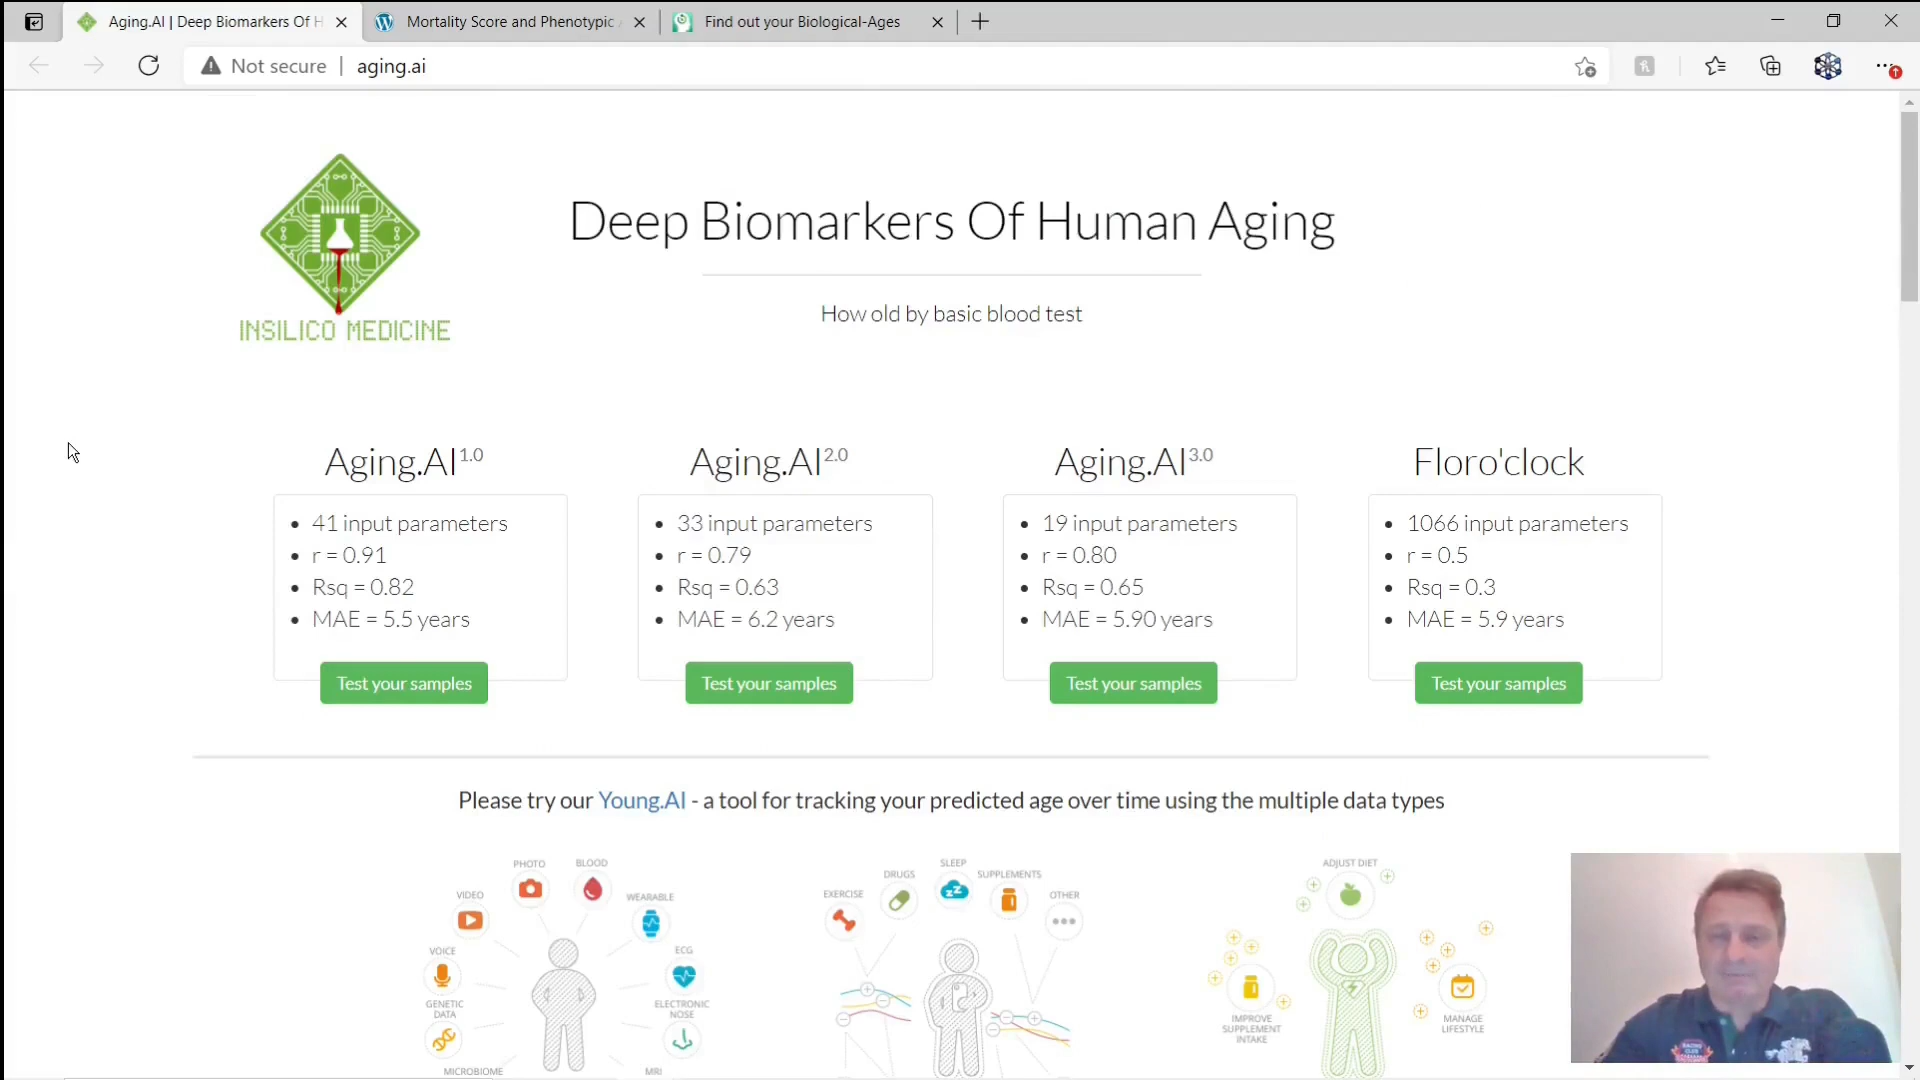 Aging.AI | Deep Biomarkers Of H
Mortality Score and Phenotypic
Find out your Biological-Ages
Not secure | aging.ai
INSILICO MEDICINE
Deep Biomarkers Of Human Aging
How old by basic blood test
Aging.AI1.0
41 input parameters
r = 0.91
Rsq = 0.82
MAE = 5.5 years
Test your samples
Aging.AI2.0
33 input parameters
r = 0.79
Rsq = 0.63
MAE = 6.2 years
Test your samples
Aging.AI3.0
19 input parameters
r = 0.80
Rsq = 0.65
MAE = 5.90 years
Test your samples
Floro'clock
1066 input parameters
r = 0.5
Rsq = 0.3
MAE = 5.9 years
Test your samples
Please try our Young.AI - a tool for tracking your predicted age over time using the multiple data types
PHOTO
BLOOD
VIDEO
WEARABLE
VOICE
ECG
GENETIC
DATA
ELECTRONIC
NOSE
MICROBIOME
MRI
SLEEP
DRUGS
SUPPLEMENTS
EXERCISE
OTHER
ADJUST DIET
IMPROVE
SUPPLEMENT
INTAKE
MANAGE
LIFESTYLE